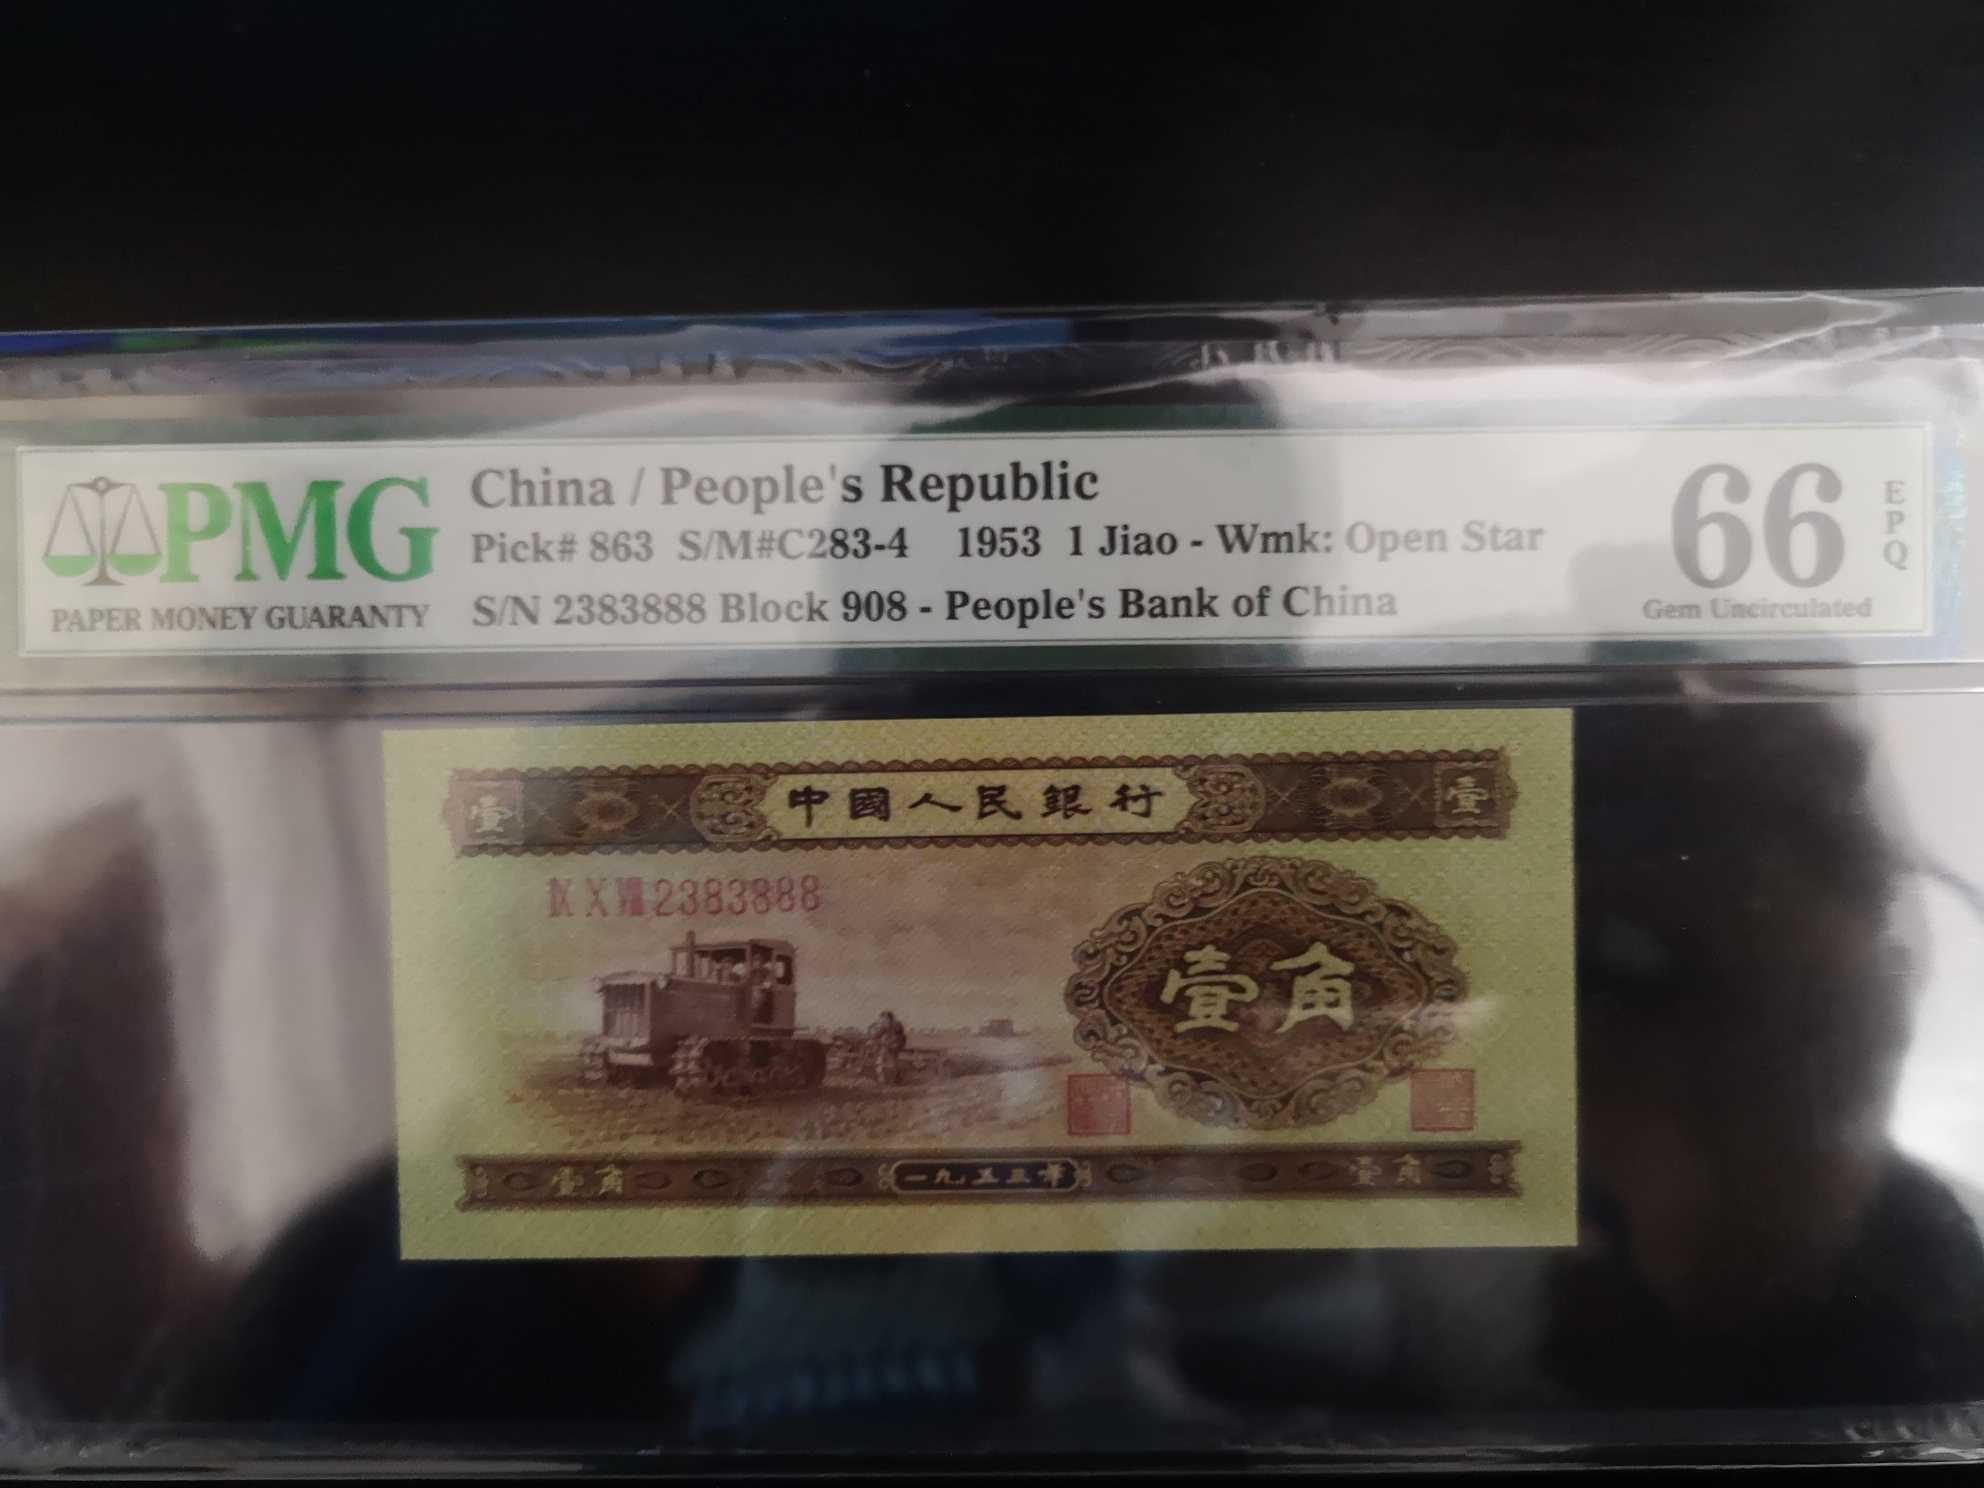 PMG
PAPER MONEY GUARANTY
China / People's Republic
Pick# 863 S/M#C283-4 1953 1 Jiao - Wmk: Open Star
S/N 2383888 Block 908 - People's Bank of China
66
EPQ
Gem Uncirculated
壹 中國人民銀行 壹
IX X VIII 2383888
壹角
壹角 一九五三年 壹角